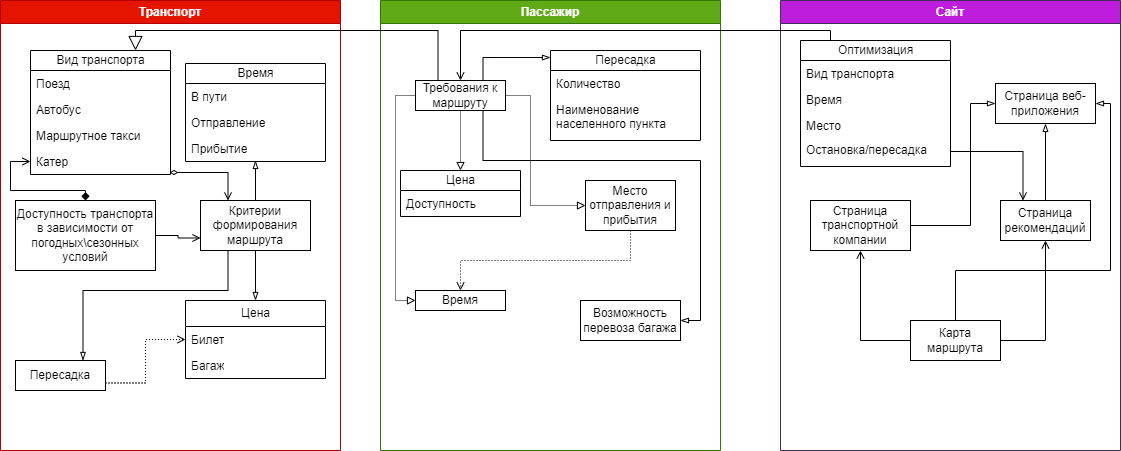 Транспорт
Вид транспорта
Поезд
Автобус
Маршрутное такси
Катер
Время
В пути
Отправление
Прибытие
Доступность транспорта
в зависимости от
погодных\сезонных
условий
Критерии
формирования
маршрута
Цена
Билет
Багаж
Пересадка
Пассажир
Требования к
маршруту
Пересадка
Количество
Наименование
населенного пункта
Цена
Доступность
Место
отправления и
прибытия
Время
Возможность
перевоза багажа
Сайт
Оптимизация
Вид транспорта
Время
Место
Остановка/пересадка
Страница веб-
приложения
Страница
транспортной
компании
Страница
рекомендаций
Карта
маршрута